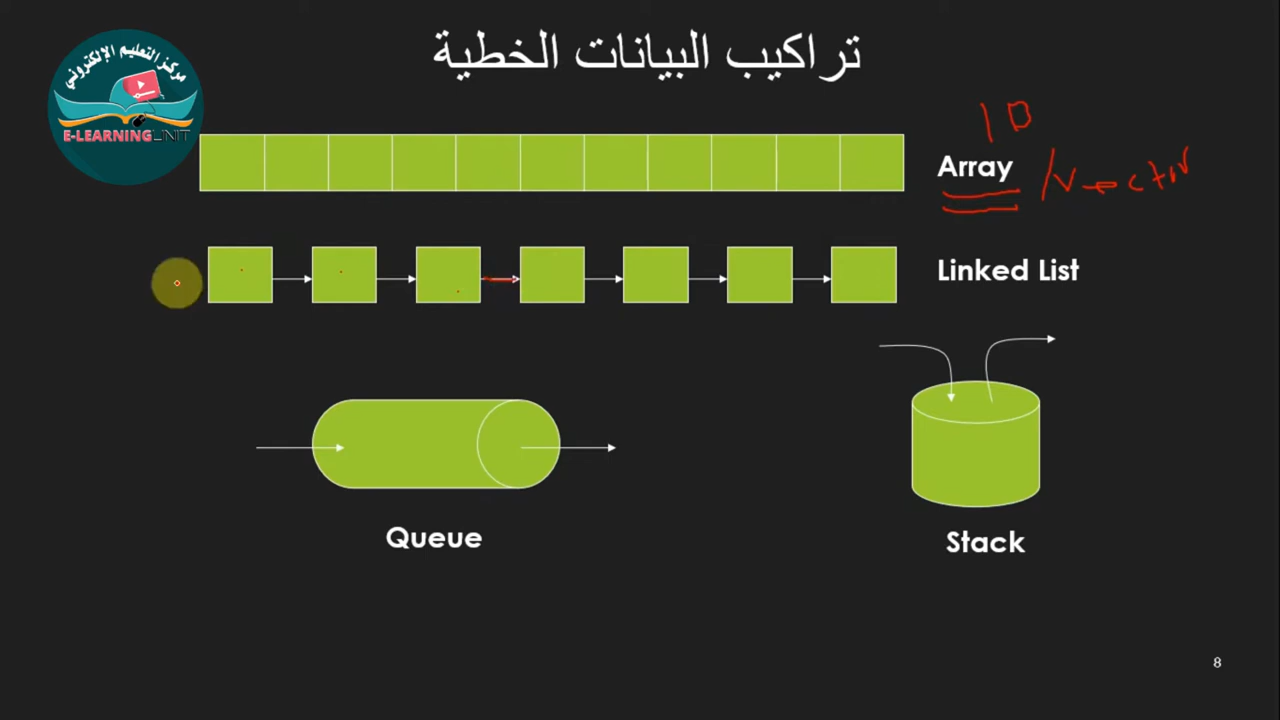 تراكيب البيانات الخطية
مركز التعليم الإلكتروني
E-LEARNING UNIT
1D
Array /Vector
Linked List
Queue
Stack
8